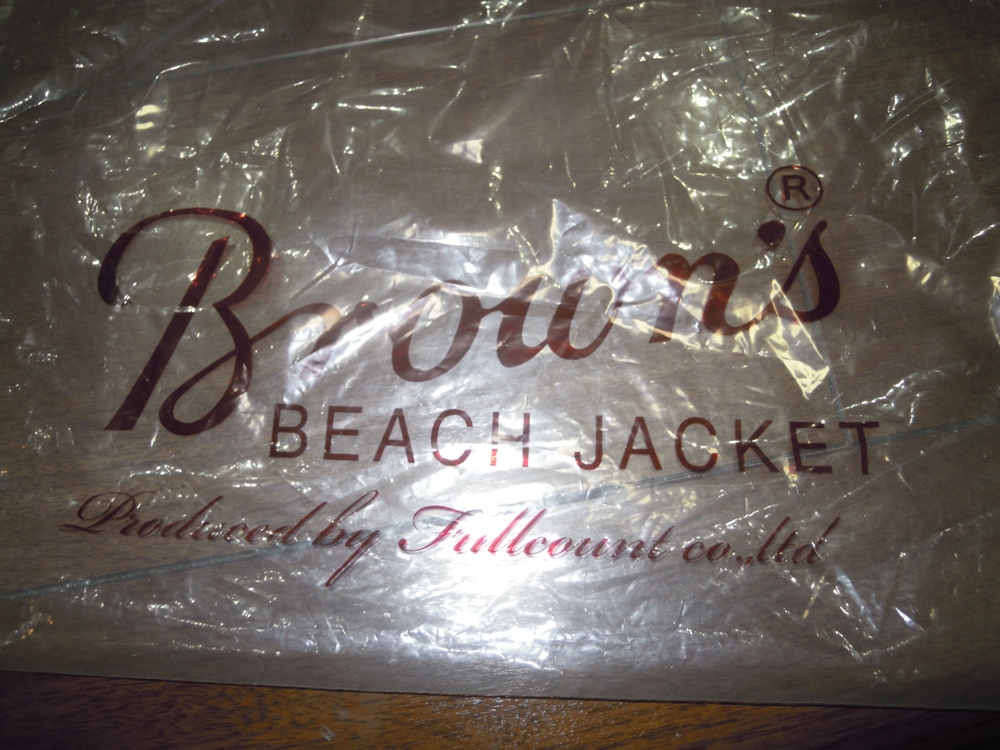 Brown's®
BEACH JACKET
Produced by Fullcount co.,ltd